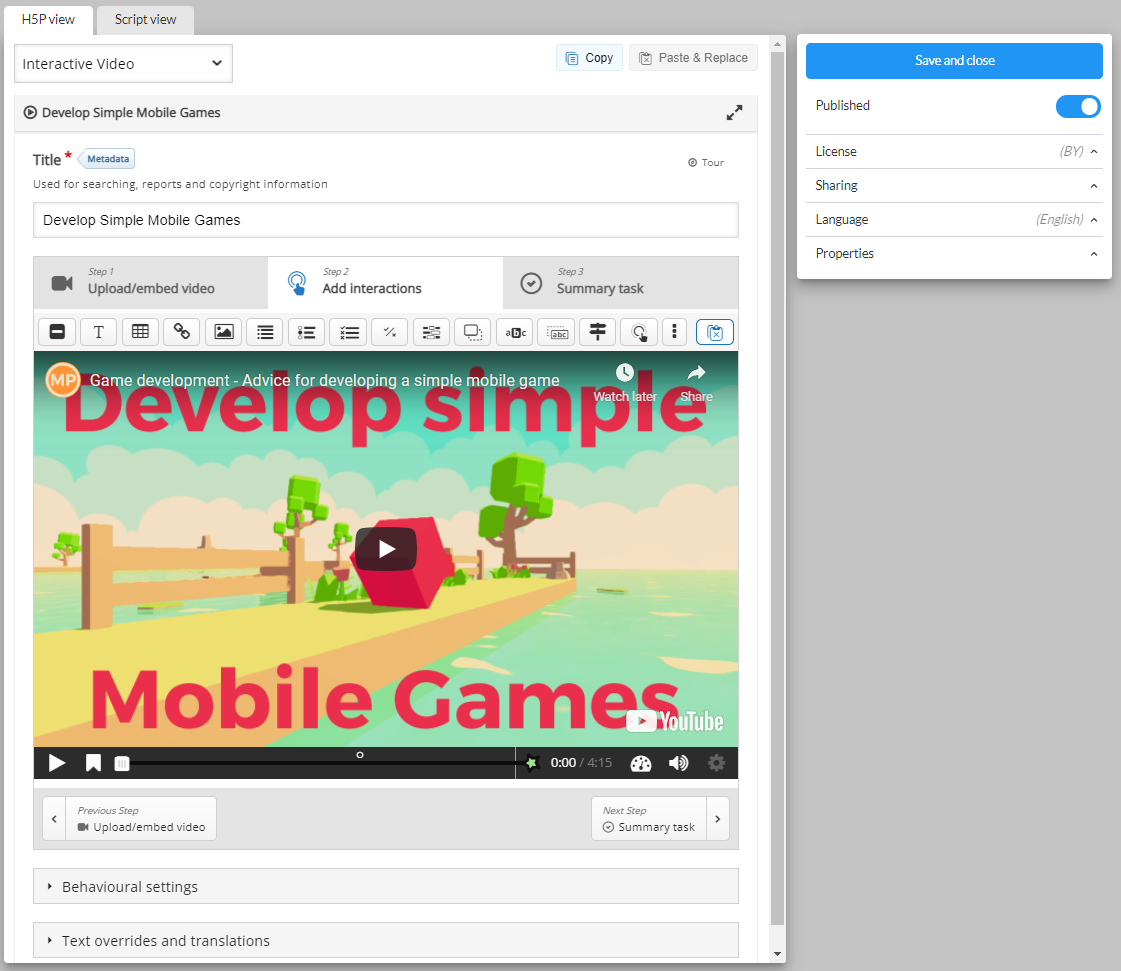 H5P view
Script view
Interactive Video
Copy
Paste & Replace
Develop Simple Mobile Games
Title *
Metadata
Tour
Used for searching, reports and copyright information
Develop Simple Mobile Games
Step 1
Upload/embed video
Step 2
Add interactions
Step 3
Summary task
T
abc
abc
MP
Game development - Advice for developing a simple mobile game
Watch later
Share
Develop simple
Mobile Games
YouTube
0:00 / 4:15
Previous Step
Upload/embed video
Next Step
Summary task
Behavioural settings
Text overrides and translations
Save and close
Published
License (BY)
Sharing
Language (English)
Properties